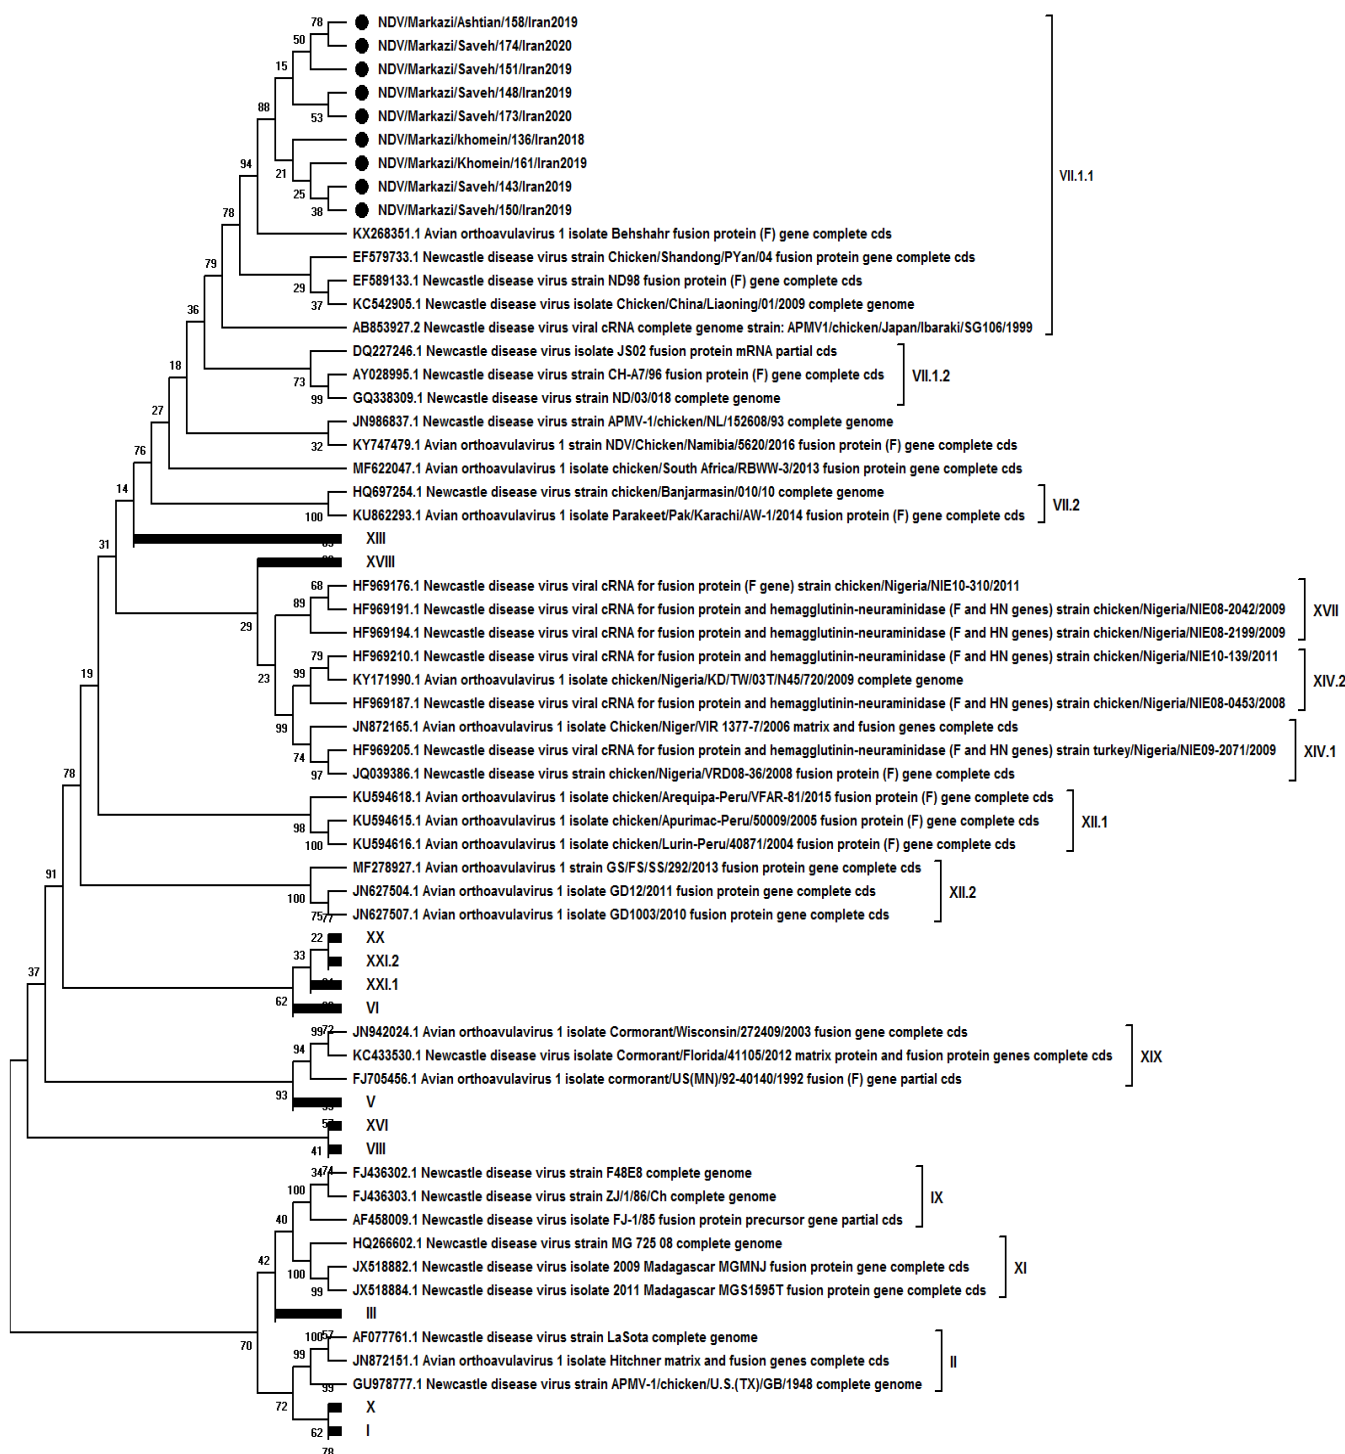 78 NDV/Markazi/Ashtian/158/Iran2019
50 NDV/Markazi/Saveh/174/Iran2020
15 NDV/Markazi/Saveh/151/Iran2019
NDV/Markazi/Saveh/148/Iran2019
88 53 NDV/Markazi/Saveh/173/Iran2020
NDV/Markazi/khomein/136/Iran2018
94 21 NDV/Markazi/Khomein/161/Iran2019 VII.1.1
25 NDV/Markazi/Saveh/143/Iran2019
78 38 NDV/Markazi/Saveh/150/Iran2019
KX268351.1 Avian orthoavulavirus 1 isolate Behshahr fusion protein (F) gene complete cds
79 EF579733.1 Newcastle disease virus strain Chicken/Shandong/PYan/04 fusion protein gene complete cds
29 EF589133.1 Newcastle disease virus strain ND98 fusion protein (F) gene complete cds
37 KC542905.1 Newcastle disease virus isolate Chicken/China/Liaoning/01/2009 complete genome
36 AB853927.2 Newcastle disease virus viral cRNA complete genome strain: APMV1/chicken/Japan/Ibaraki/SG106/1999
DQ227246.1 Newcastle disease virus isolate JS02 fusion protein mRNA partial cds
18 73 AY028995.1 Newcastle disease virus strain CH-A7/96 fusion protein (F) gene complete cds VII.1.2
99 GQ338309.1 Newcastle disease virus strain ND/03/018 complete genome
27 JN986837.1 Newcastle disease virus strain APMV-1/chicken/NL/152608/93 complete genome
32 KY747479.1 Avian orthoavulavirus 1 strain NDV/Chicken/Namibia/5620/2016 fusion protein (F) gene complete cds
76 MF622047.1 Avian orthoavulavirus 1 isolate chicken/South Africa/RBWW-3/2013 fusion protein gene complete cds
14 HQ697254.1 Newcastle disease virus strain chicken/Banjarmasin/010/10 complete genome VII.2
100 KU862293.1 Avian orthoavulavirus 1 isolate Parakeet/Pak/Karachi/AW-1/2014 fusion protein (F) gene complete cds
31 XIII
XVIII
68 HF969176.1 Newcastle disease virus viral cRNA for fusion protein (F gene) strain chicken/Nigeria/NIE10-310/2011
89 HF969191.1 Newcastle disease virus viral cRNA for fusion protein and hemagglutinin-neuraminidase (F and HN genes) strain chicken/Nigeria/NIE08-2042/2009 XVII
29 HF969194.1 Newcastle disease virus viral cRNA for fusion protein and hemagglutinin-neuraminidase (F and HN genes) strain chicken/Nigeria/NIE08-2199/2009
79 HF969210.1 Newcastle disease virus viral cRNA for fusion protein and hemagglutinin-neuraminidase (F and HN genes) strain chicken/Nigeria/NIE10-139/2011
19 23 99 KY171990.1 Avian orthoavulavirus 1 isolate chicken/Nigeria/KD/TW/03T/N45/720/2009 complete genome XIV.2
HF969187.1 Newcastle disease virus viral cRNA for fusion protein and hemagglutinin-neuraminidase (F and HN genes) strain chicken/Nigeria/NIE08-0453/2008
99 JN872165.1 Avian orthoavulavirus 1 isolate Chicken/Niger/VIR 1377-7/2006 matrix and fusion genes complete cds
74 HF969205.1 Newcastle disease virus viral cRNA for fusion protein and hemagglutinin-neuraminidase (F and HN genes) strain turkey/Nigeria/NIE09-2071/2009 XIV.1
78 97 JQ039386.1 Newcastle disease virus strain chicken/Nigeria/VRD08-36/2008 fusion protein (F) gene complete cds
KU594618.1 Avian orthoavulavirus 1 isolate chicken/Arequipa-Peru/VFAR-81/2015 fusion protein (F) gene complete cds
98 KU594615.1 Avian orthoavulavirus 1 isolate chicken/Apurimac-Peru/50009/2005 fusion protein (F) gene complete cds XII.1
100 KU594616.1 Avian orthoavulavirus 1 isolate chicken/Lurin-Peru/40871/2004 fusion protein (F) gene complete cds
91 MF278927.1 Avian orthoavulavirus 1 strain GS/FS/SS/292/2013 fusion protein gene complete cds
100 JN627504.1 Avian orthoavulavirus 1 isolate GD12/2011 fusion protein gene complete cds XII.2
75 77 JN627507.1 Avian orthoavulavirus 1 isolate GD1003/2010 fusion protein gene complete cds
22 XX
33 XXI.2
37 XXI.1
62 VI
99 72 JN942024.1 Avian orthoavulavirus 1 isolate Cormorant/Wisconsin/272409/2003 fusion gene complete cds
94 KC433530.1 Newcastle disease virus isolate Cormorant/Florida/41105/2012 matrix protein and fusion protein genes complete cds XIX
FJ705456.1 Avian orthoavulavirus 1 isolate cormorant/US(MN)/92-40140/1992 fusion (F) gene partial cds
93 V
XVI
41 VIII
34 74 FJ436302.1 Newcastle disease virus strain F48E8 complete genome
100 FJ436303.1 Newcastle disease virus strain ZJ/1/86/Ch complete genome IX
40 AF458009.1 Newcastle disease virus isolate FJ-1/85 fusion protein precursor gene partial cds
HQ266602.1 Newcastle disease virus strain MG 725 08 complete genome
42 100 JX518882.1 Newcastle disease virus isolate 2009 Madagascar MGMNJ fusion protein gene complete cds XI
99 JX518884.1 Newcastle disease virus isolate 2011 Madagascar MGS1595T fusion protein gene complete cds
III
70 100 57 AF077761.1 Newcastle disease virus strain LaSota complete genome
99 JN872151.1 Avian orthoavulavirus 1 isolate Hitchner matrix and fusion genes complete cds II
99 GU978777.1 Newcastle disease virus strain APMV-1/chicken/U.S.(TX)/GB/1948 complete genome
72 X
62 I
78